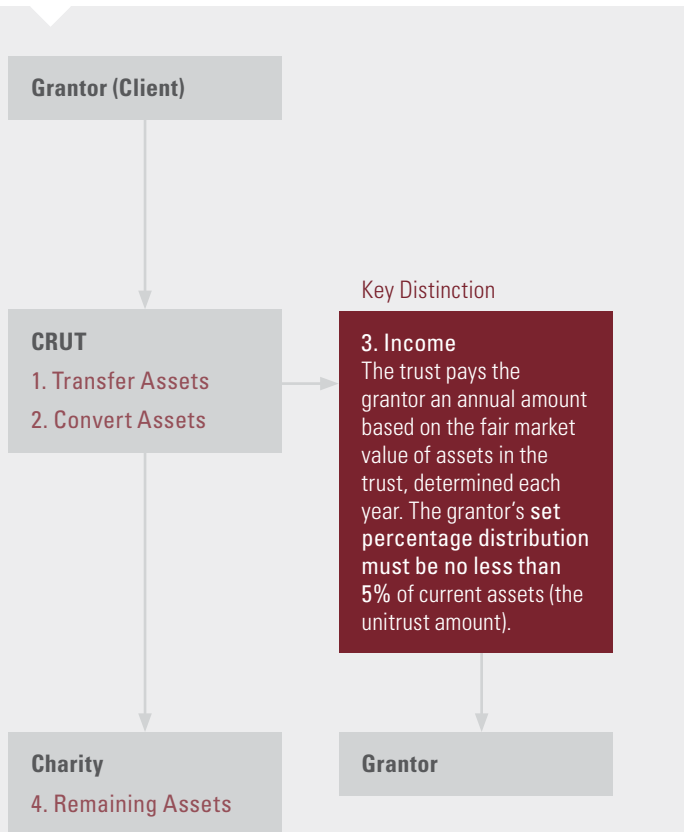 Grantor (Client)
CRUT
1. Transfer Assets
2. Convert Assets
Key Distinction
3. Income
The trust pays the
grantor an annual amount
based on the fair market
value of assets in the
trust, determined each
year. The grantor’s set
percentage distribution
must be no less than
5% of current assets (the
unitrust amount).
Charity
4. Remaining Assets
Grantor